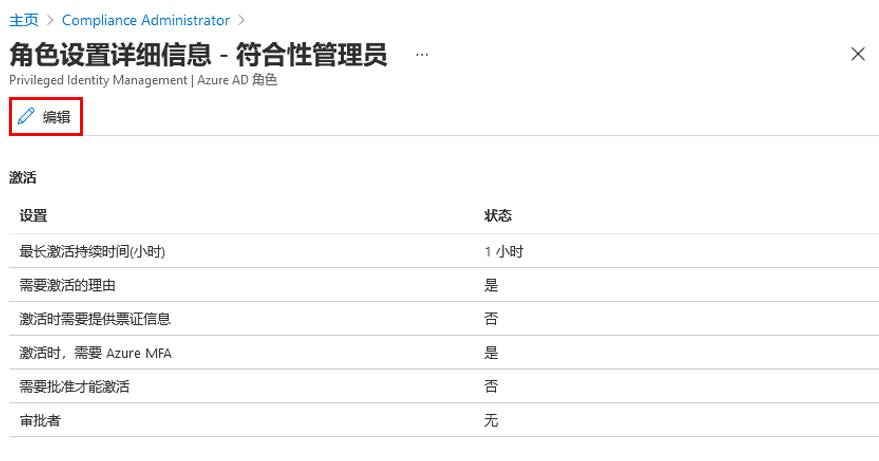 主页 > Compliance Administrator >
角色设置详细信息 - 符合性管理员 ...
Privileged Identity Management | Azure AD 角色
编辑
激活
设置 状态
最长激活持续时间(小时) 1 小时
需要激活的理由 是
激活时需要提供票证信息 否
激活时，需要 Azure MFA 是
需要批准才能激活 否
审批者 无